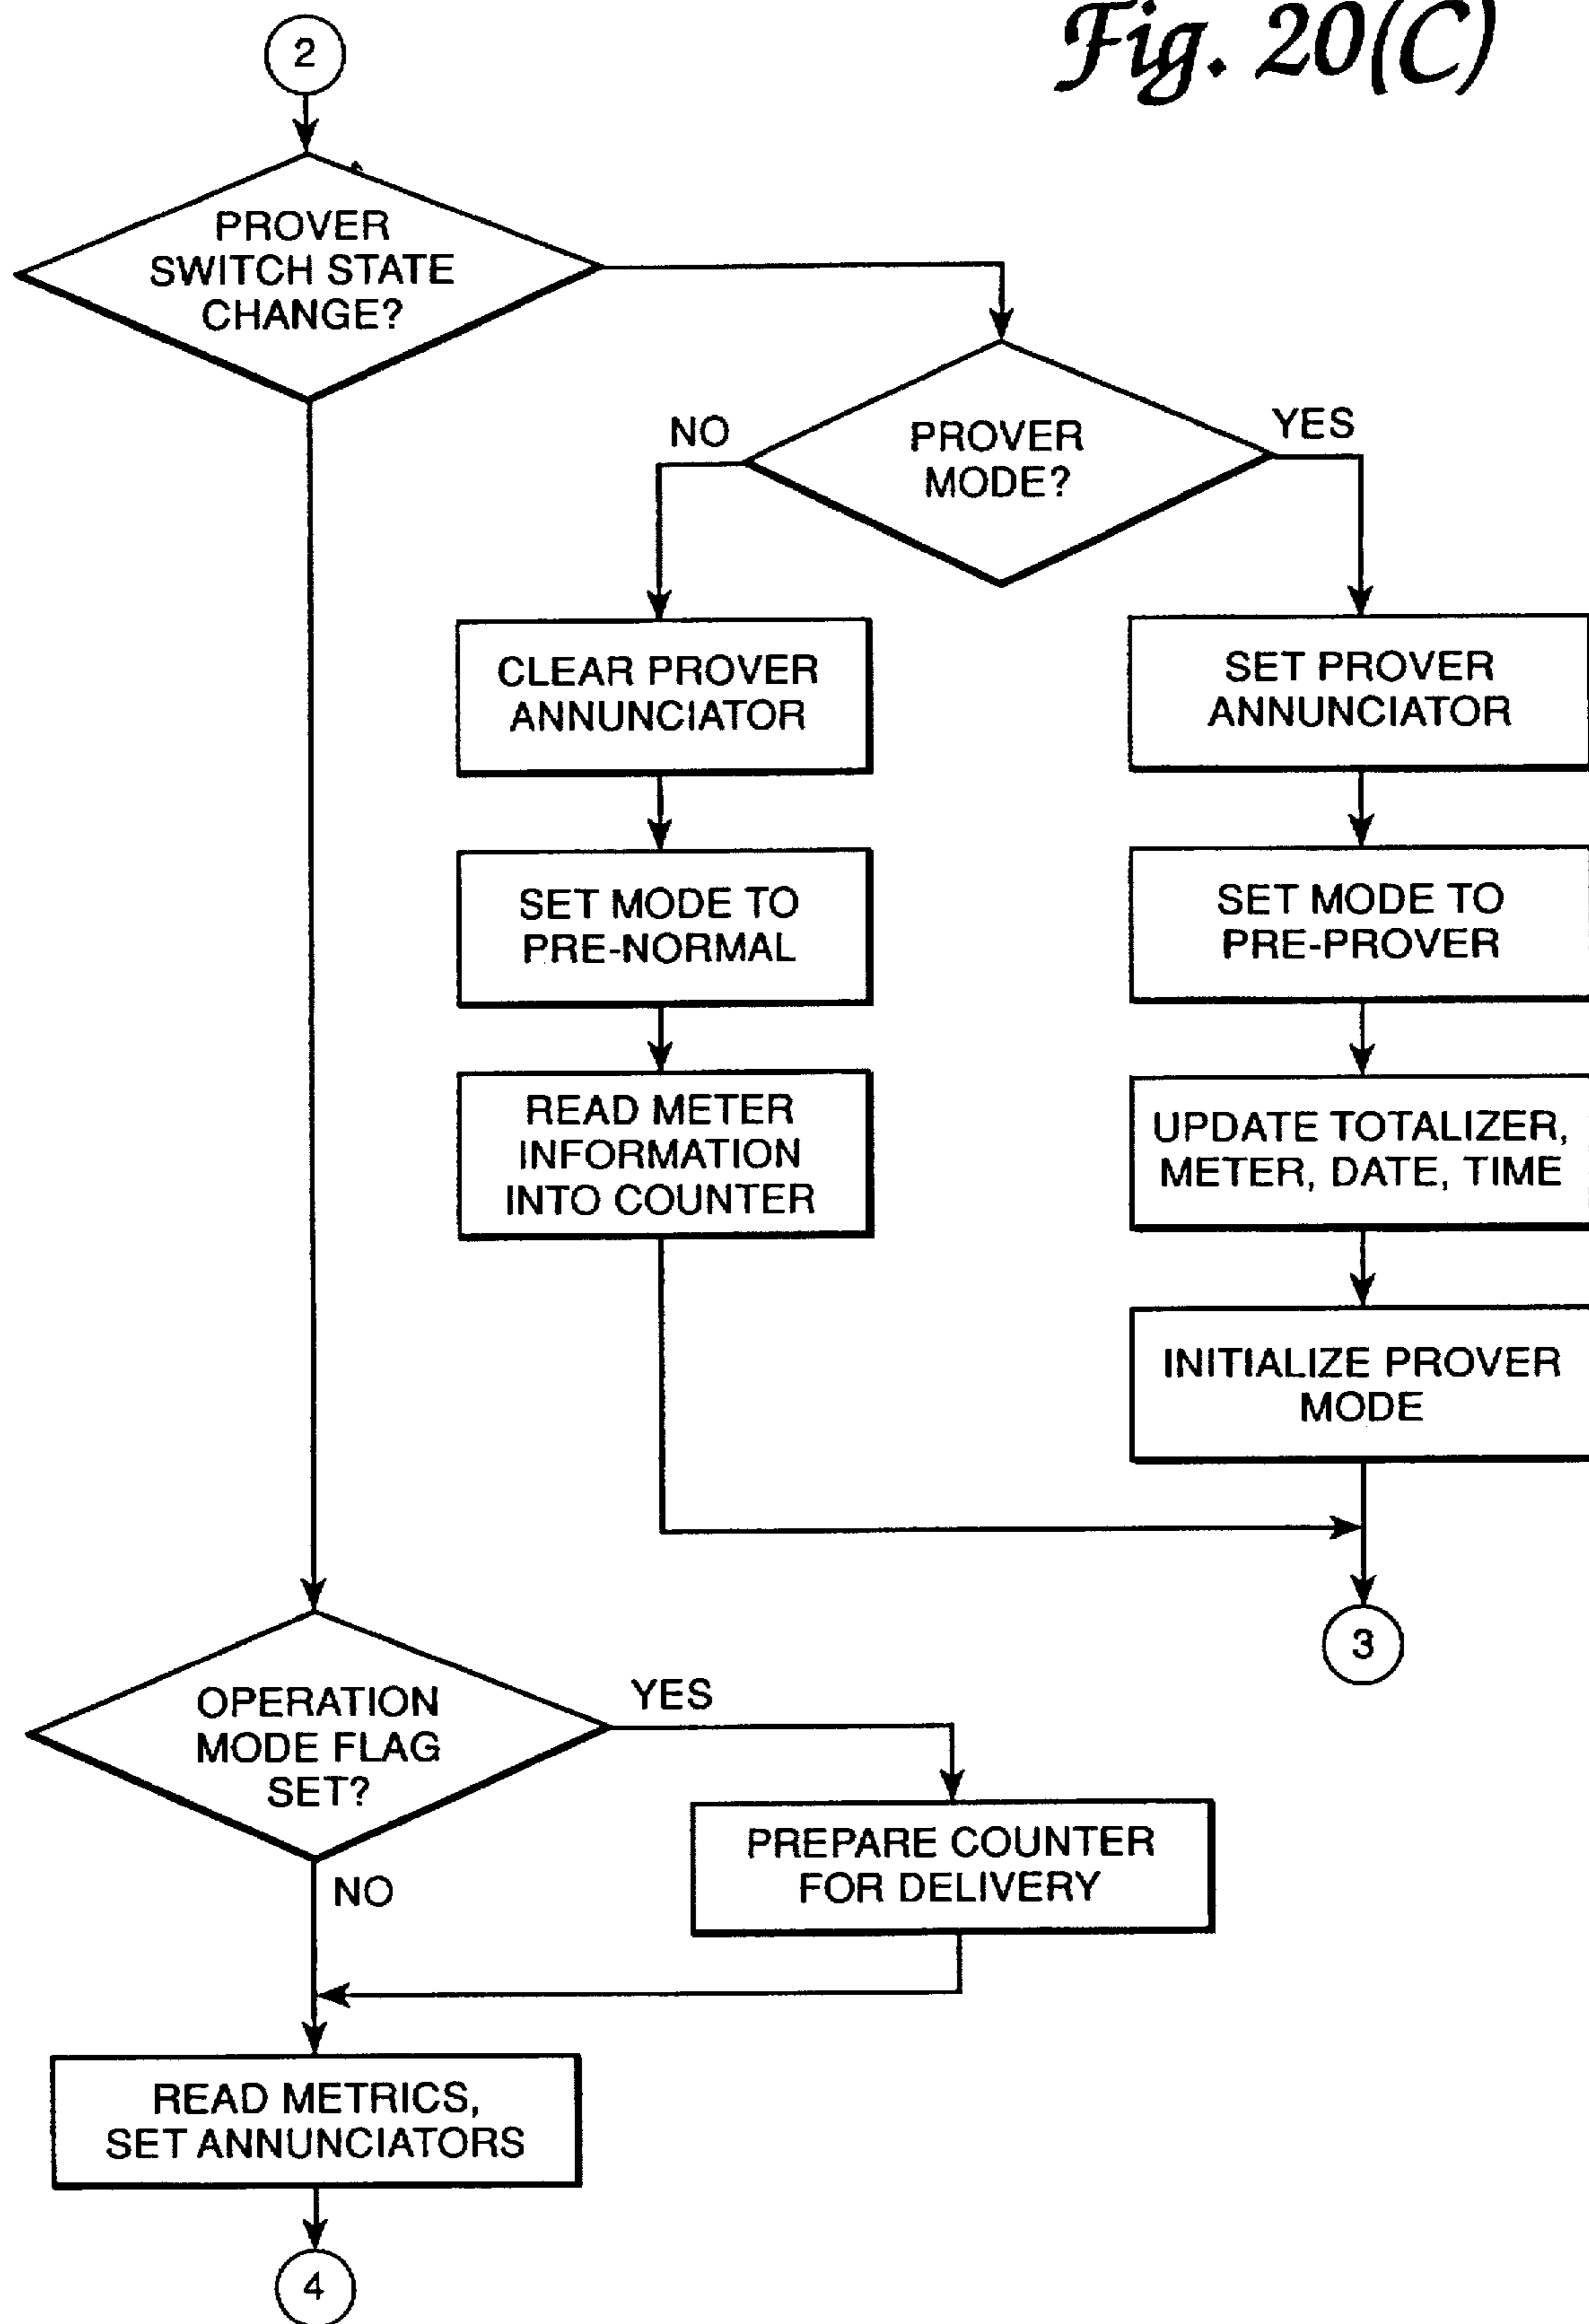 Fig. 20(C)
2
PROVER
SWITCH STATE
CHANGE?
NO
PROVER
MODE?
YES
CLEAR PROVER
ANNUNCIATOR
SET PROVER
ANNUNCIATOR
SET MODE TO
PRE-NORMAL
SET MODE TO
PRE-PROVER
READ METER
INFORMATION
INTO COUNTER
UPDATE TOTALIZER,
METER, DATE, TIME
INITIALIZE PROVER
MODE
3
OPERATION
MODE FLAG
SET?
YES
NO
PREPARE COUNTER
FOR DELIVERY
READ METRICS,
SET ANNUNCIATORS
4